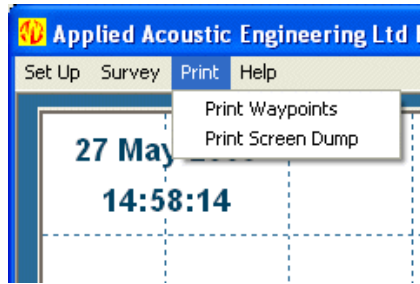 Applied Acoustic Engineering Ltd
Set Up Survey Print Help
Print Waypoints
Print Screen Dump
27 May
14:58:14